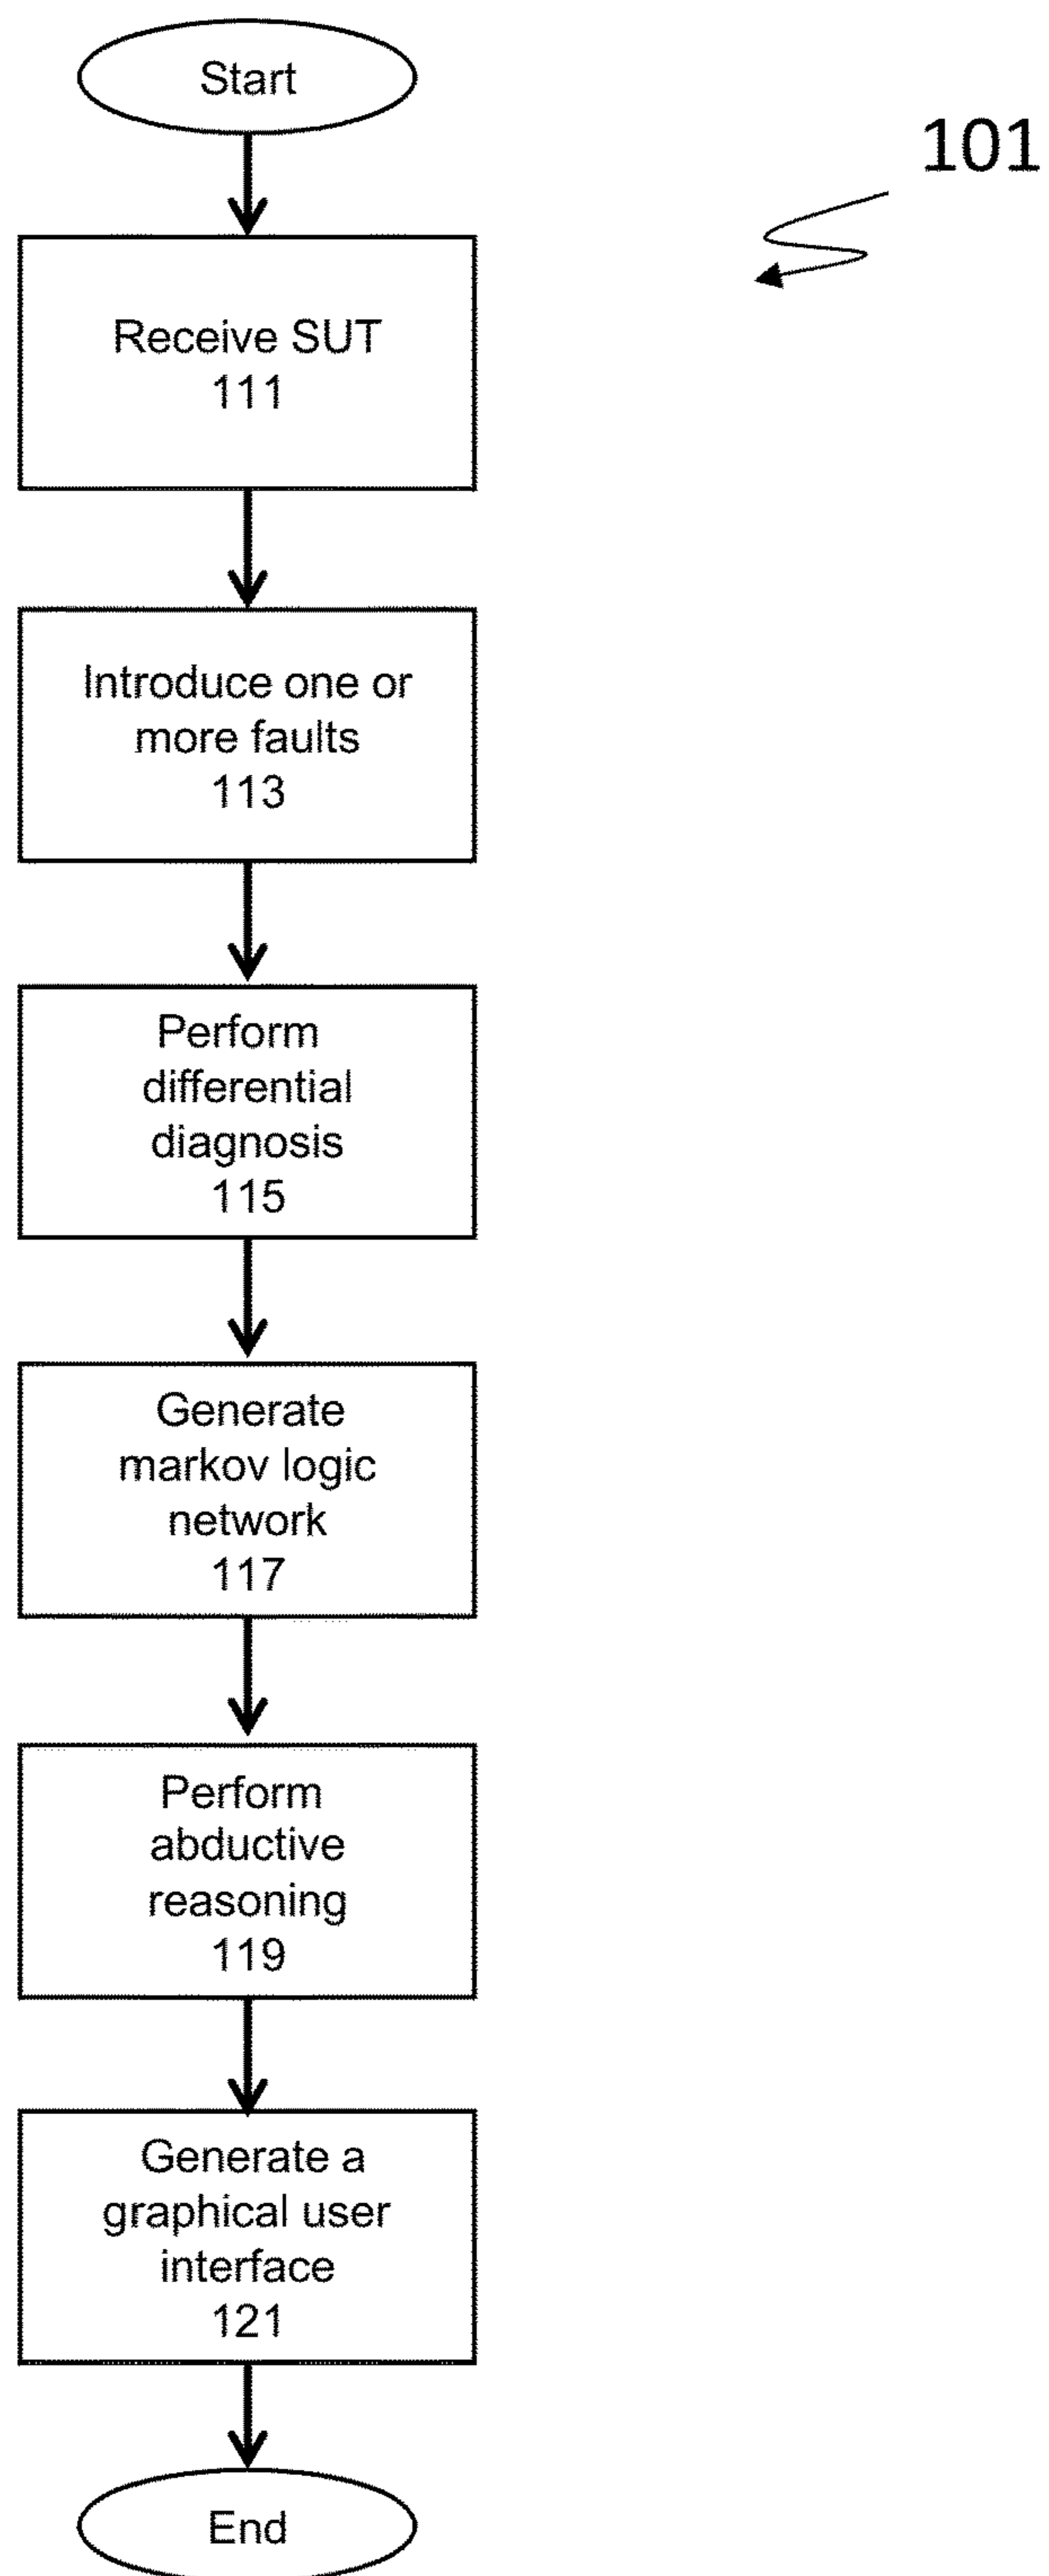 Start
101
Receive SUT
111
Introduce one or
more faults
113
Perform
differential
diagnosis
115
Generate
markov logic
network
117
Perform
abductive
reasoning
119
Generate a
graphical user
interface
121
End